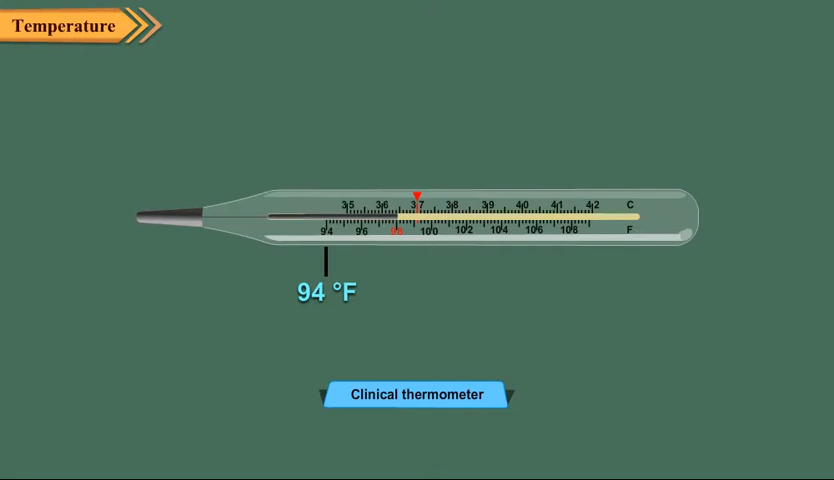 Temperature
35 36 37 38 39 40 41 42 C
94 96 98 100 102 104 106 108 F
94 °F
Clinical thermometer